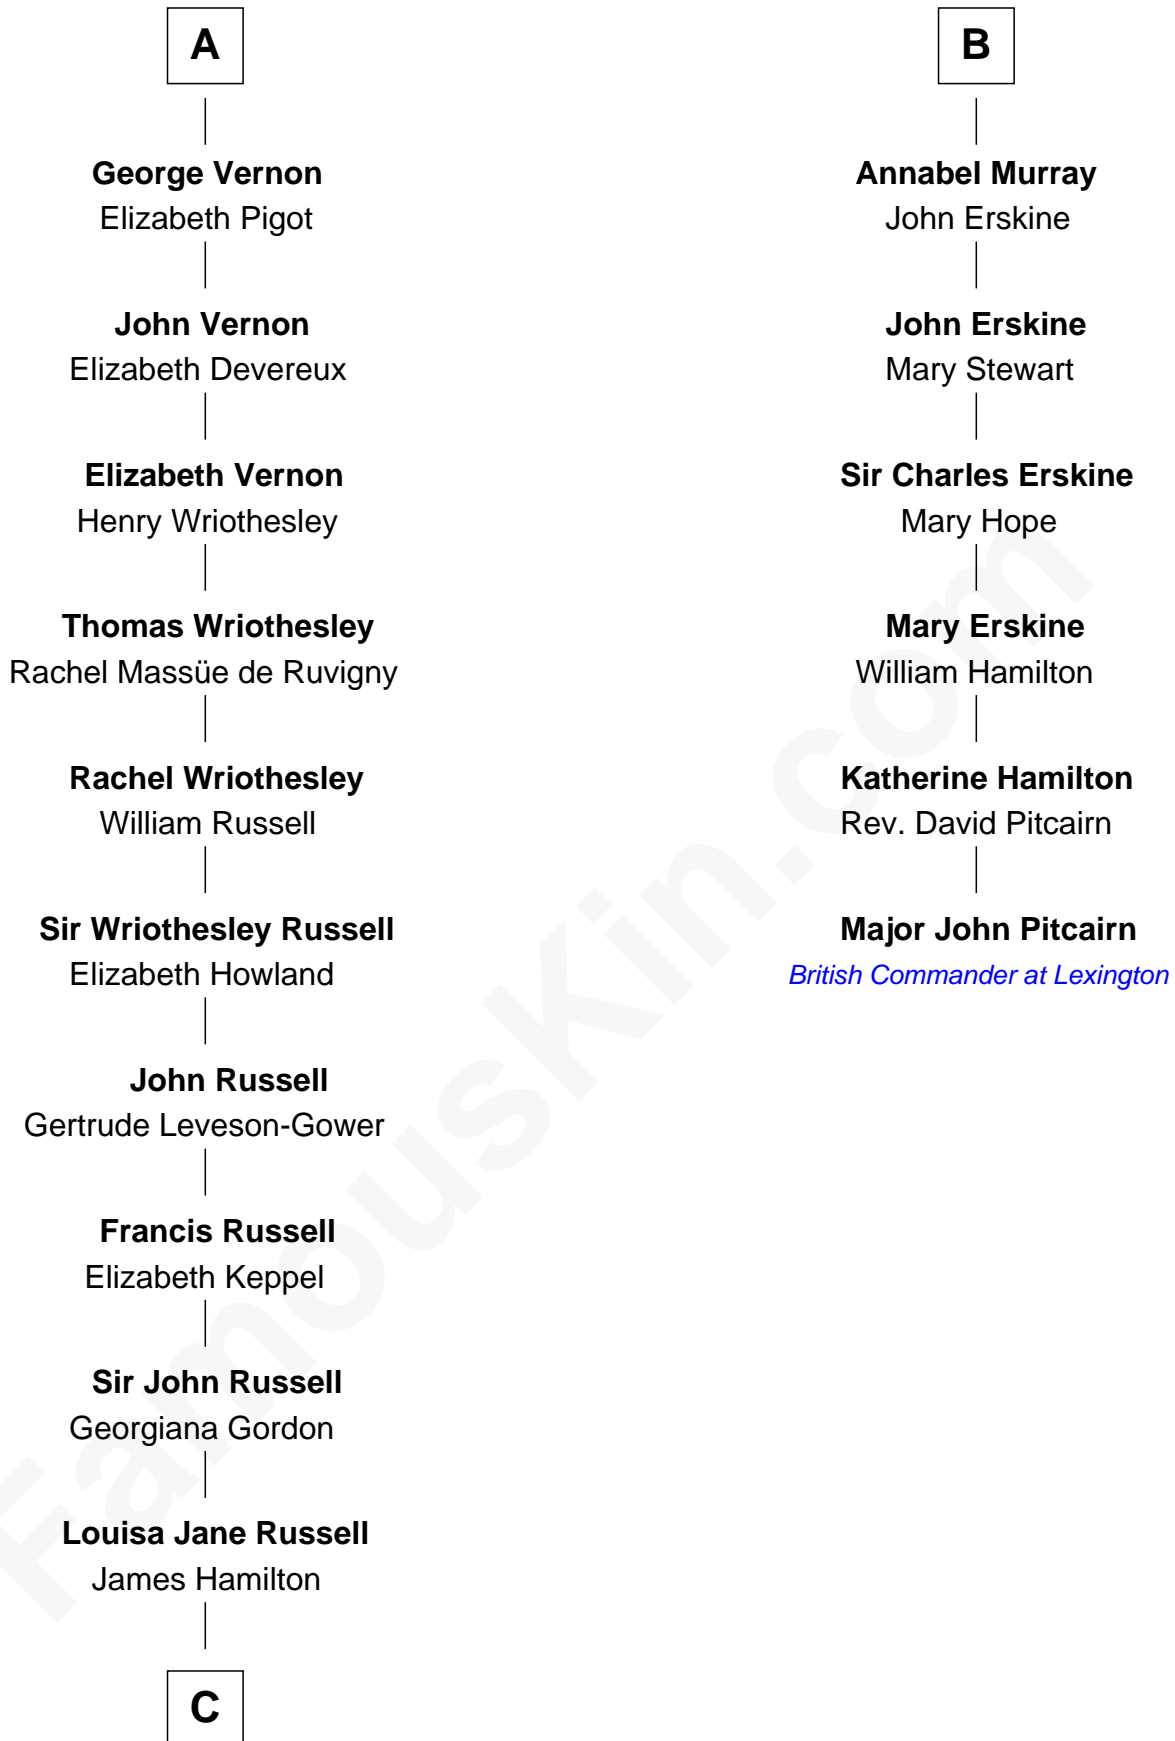 A
George Vernon
Elizabeth Pigot
John Vernon
Elizabeth Devereux
Elizabeth Vernon
Henry Wriothesley
Thomas Wriothesley
Rachel Massüe de Ruvigny
Rachel Wriothesley
William Russell
Sir Wriothesley Russell
Elizabeth Howland
John Russell
Gertrude Leveson-Gower
Francis Russell
Elizabeth Keppel
Sir John Russell
Georgiana Gordon
Louisa Jane Russell
James Hamilton
C
B
Annabel Murray
John Erskine
John Erskine
Mary Stewart
Sir Charles Erskine
Mary Hope
Mary Erskine
William Hamilton
Katherine Hamilton
Rev. David Pitcairn
Major John Pitcairn
British Commander at Lexington
FamousKin.com